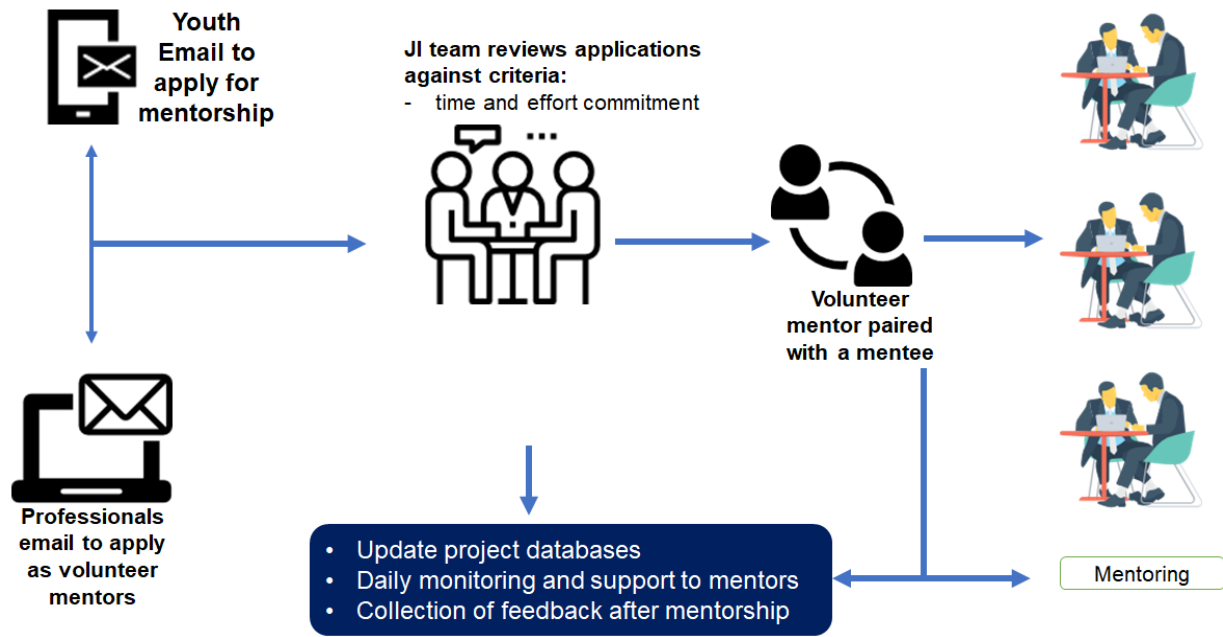 Youth
Email to
apply for
mentorship
JI team reviews applications
against criteria:
- time and effort commitment
...
Volunteer
mentor paired
with a mentee
Professionals
email to apply
as volunteer
mentors
• Update project databases
• Daily monitoring and support to mentors
• Collection of feedback after mentorship
Mentoring